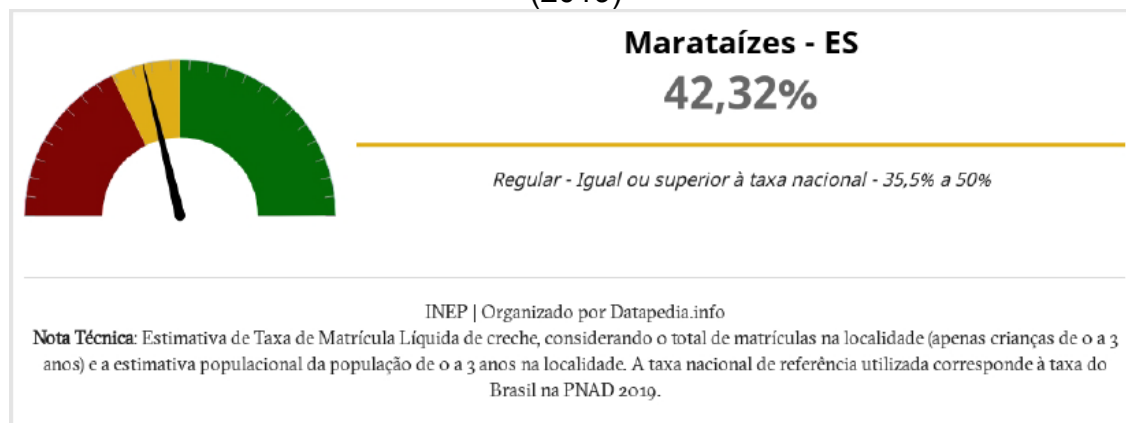 Marataízes - ES
42,32%
Regular - Igual ou superior à taxa nacional - 35,5% a 50%
INEP | Organizado por Datapedia.info
Nota Técnica: Estimativa de Taxa de Matrícula Líquida de creche, considerando o total de matrículas na localidade (apenas crianças de 0 a 3
anos) e a estimativa populacional da população de 0 a 3 anos na localidade. A taxa nacional de referência utilizada corresponde à taxa do
Brasil na PNAD 2019.